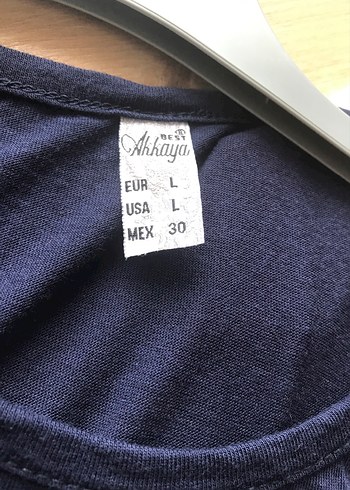 BEST ®
Akkaya
EUR L
USA L
MEX 30